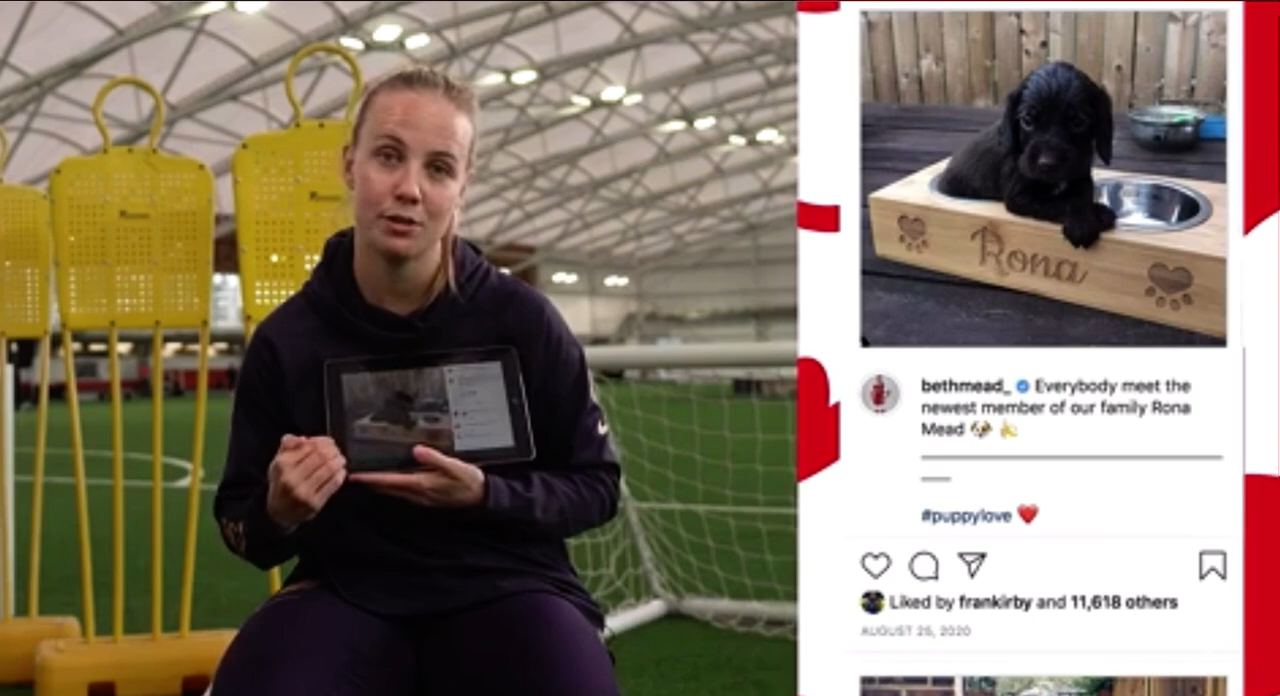 Rona
bethmead_ Everybody meet the
newest member of our family Rona
Mead 🐶 🍌
#puppylove ❤️
Liked by frankirby and 11,618 others
AUGUST 25, 2020